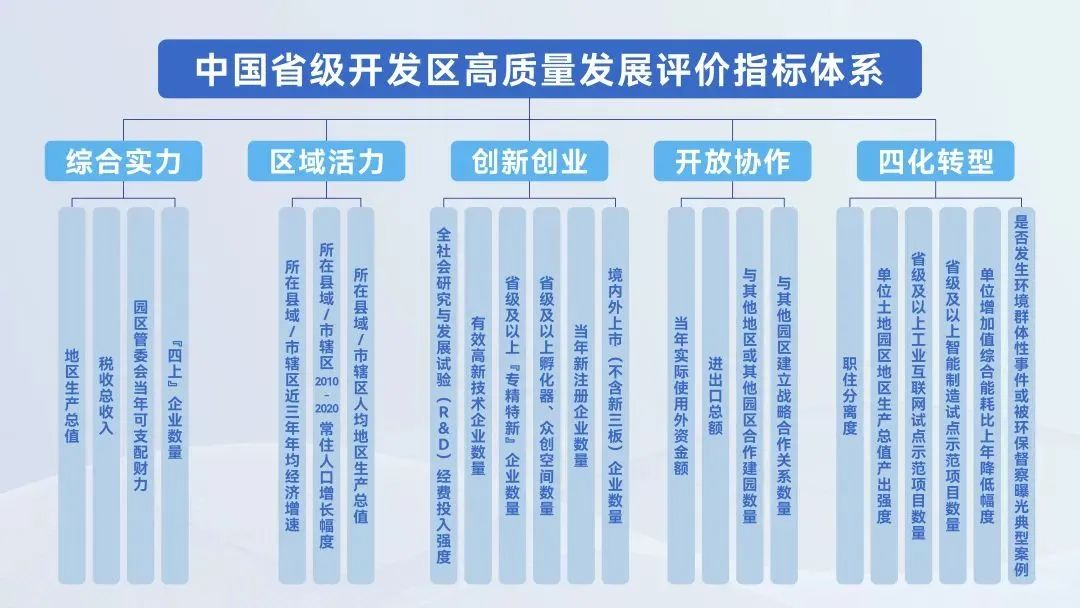 中国省级开发区高质量发展评价指标体系
综合实力
地区生产总值
税收总收入
园区管委会当年可支配财力
『四上』企业数量
区域活力
所在县域/市辖区近三年年均经济增速
所在县域/市辖区2010-2020常住人口增长幅度
所在县域/市辖区人均地区生产总值
创新创业
全社会研究与发展试验（R&D）经费投入强度
有效高新技术企业数量
省级及以上『专精特新』企业数量
省级及以上孵化器、众创空间数量
当年新注册企业数量
境内外上市（不含新三板）企业数量
开放协作
当年实际使用外资金额
进出口总额
与其他地区或其他园区合作建园数量
与其他园区建立战略合作关系数量
四化转型
职住分离度
单位土地园区地区生产总值产出强度
省级及以上工业互联网试点示范项目数量
省级及以上智能制造试点示范项目数量
单位增加值综合能耗比上年降低幅度
是否发生环境群体性事件或被环保督察曝光典型案例